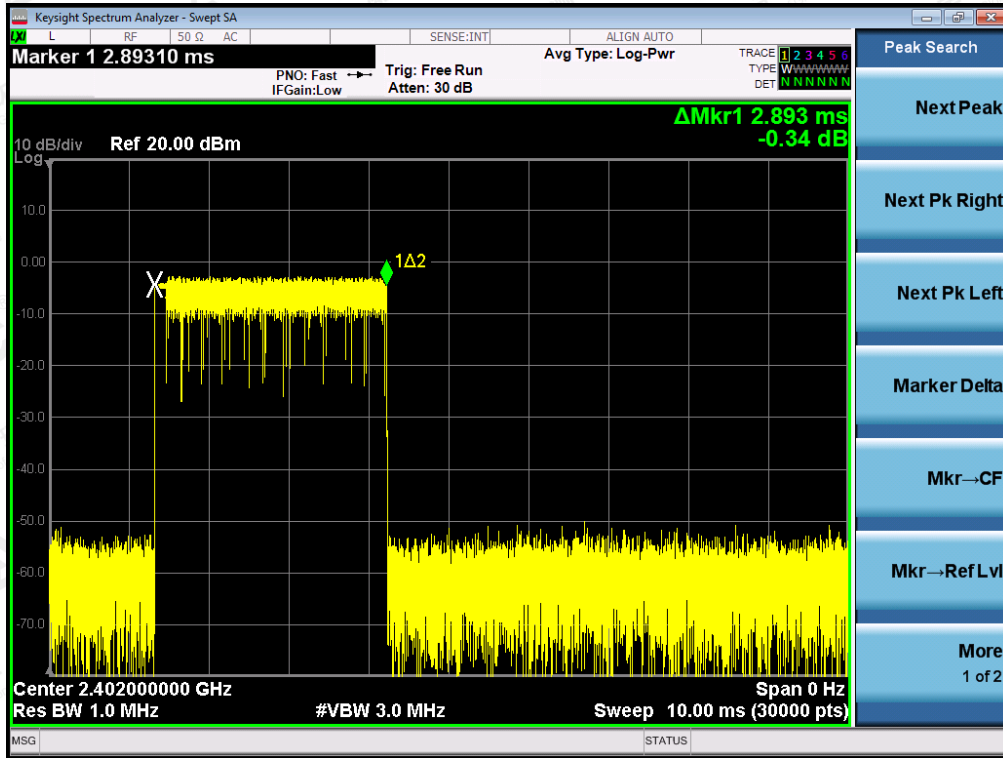 Keysight Spectrum Analyzer - Swept SA
LXI L RF 50 Ω AC SENSE:INT ALIGN AUTO
Marker 1 2.89310 ms
PNO: Fast
IFGain:Low
Trig: Free Run
Atten: 30 dB
Avg Type: Log-Pwr
TRACE 1 2 3 4 5 6
TYPE W W W W W W
DET N N N N N N
ΔMkr1 2.893 ms
-0.34 dB
10 dB/div Ref 20.00 dBm
Log
10.0
0.00
-10.0
-20.0
-30.0
-40.0
-50.0
-60.0
-70.0
1Δ2
Center 2.402000000 GHz
Span 0 Hz
Res BW 1.0 MHz
#VBW 3.0 MHz
Sweep 10.00 ms (30000 pts)
MSG
STATUS
Peak Search
Next Peak
Next Pk Right
Next Pk Left
Marker Delta
Mkr→CF
Mkr→Ref Lvl
More
1 of 2